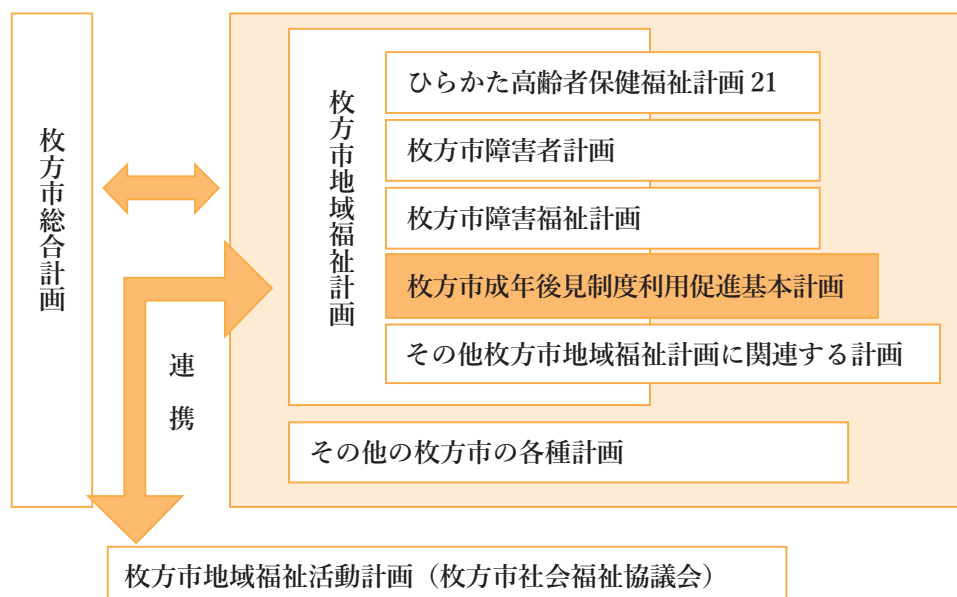 枚方市総合計画
枚方市地域福祉計画
ひらかた高齢者保健福祉計画 21
枚方市障害者計画
枚方市障害福祉計画
枚方市成年後見制度利用促進基本計画
その他枚方市地域福祉計画に関連する計画
連携
その他の枚方市の各種計画
枚方市地域福祉活動計画（枚方市社会福祉協議会）